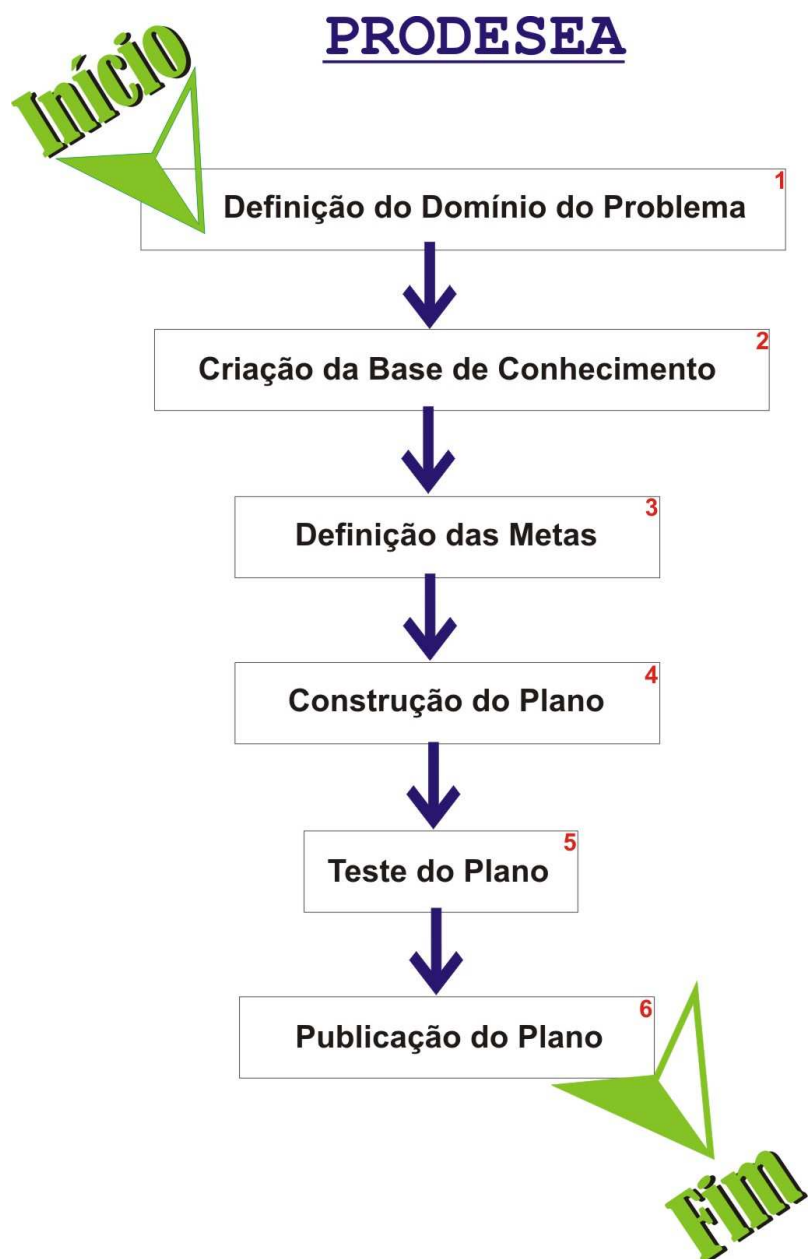 PRODESEA
Início
1
Definição do Domínio do Problema
2
Criação da Base de Conhecimento
3
Definição das Metas
4
Construção do Plano
5
Teste do Plano
6
Publicação do Plano
Fim